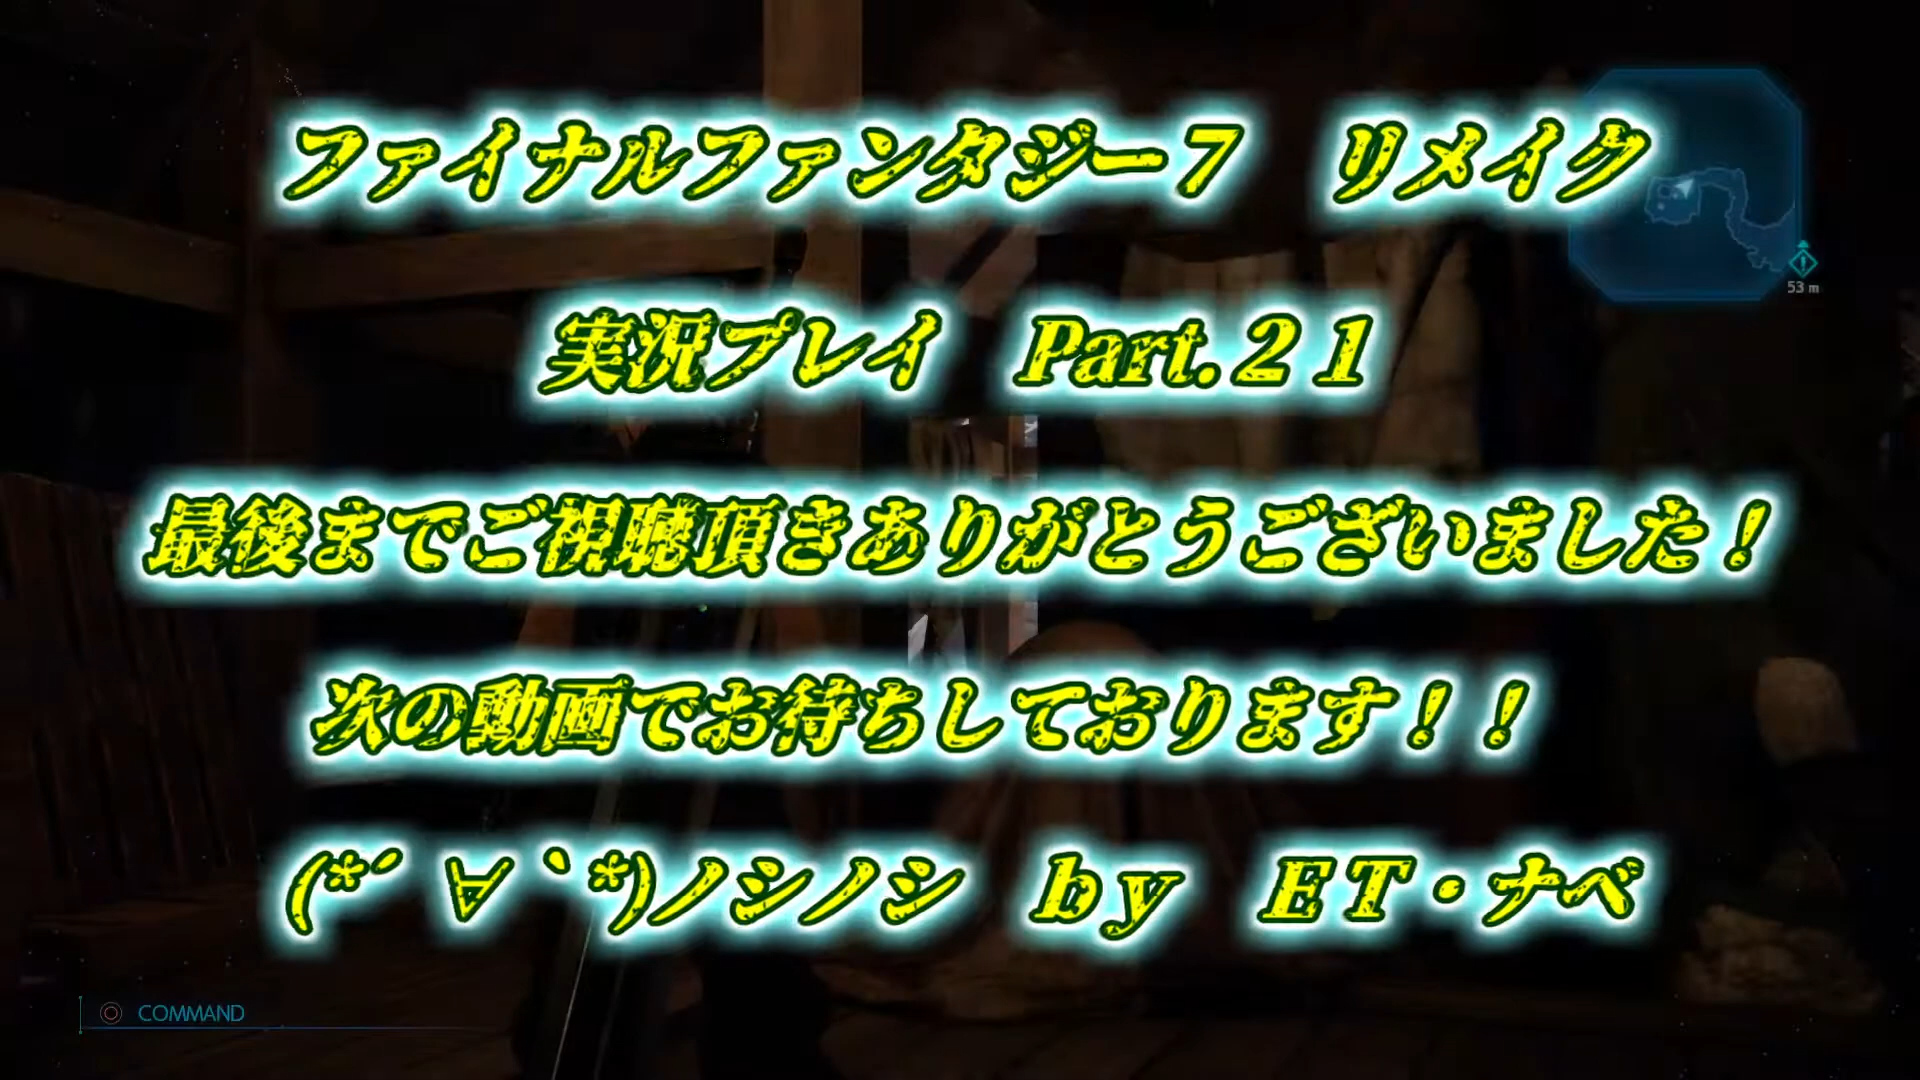 ファイナルファンタジー７　リメイク
53 m
実況プレイ　Part.２１
最後までご視聴頂きありがとうございました！
次の動画でお待ちしております！！
(*´∀｀*)ノシノシ　ｂｙ　ＥＴ・ナベ
COMMAND